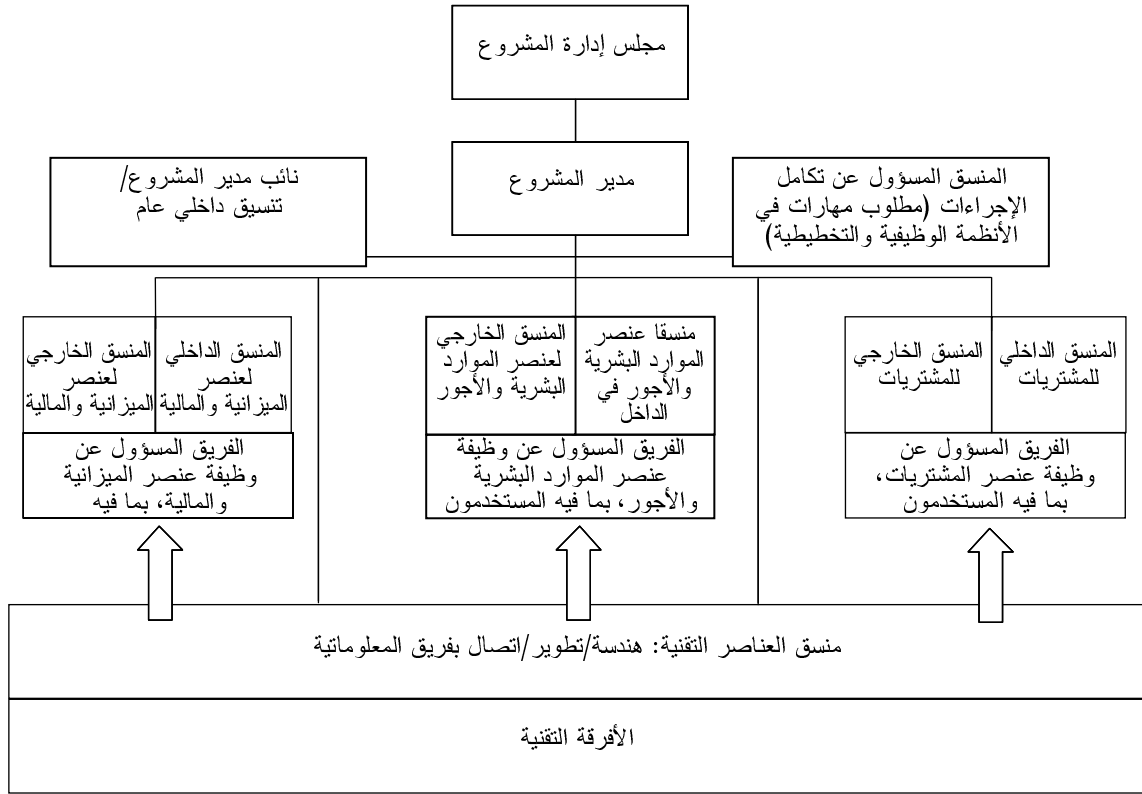 مجلس إدارة المشروع
مدير المشروع
المنسق المسؤول عن تكامل
الإجراءات (مطلوب مهارات في
الأنظمة الوظيفية والتخطيطية)
نائب مدير المشروع/
تنسيق داخلي عام
المنسق الداخلي
للمشتريات
المنسق الخارجي
للمشتريات
الفريق المسؤول عن
وظيفة عنصر المشتريات،
بما فيه المستخدمون
منسقا عنصر
الموارد البشرية
والأجور في
الداخل
المنسق الخارجي
لعنصر الموارد
البشرية والأجور
الفريق المسؤول عن وظيفة
عنصر الموارد البشرية
والأجور، بما فيه المستخدمون
المنسق الداخلي
لعنصر
الميزانية والمالية
المنسق الخارجي
لعنصر
الميزانية والمالية
الفريق المسؤول عن
وظيفة عنصر الميزانية
والمالية، بما فيه
منسق العناصر التقنية: هندسة/تطوير/اتصال بفريق المعلوماتية
الأفرقة التقنية